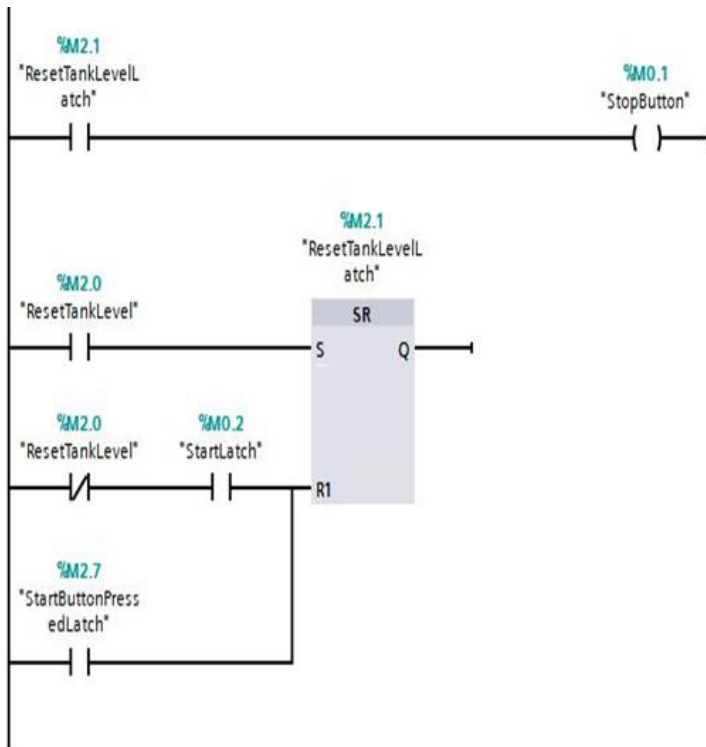 %M2.1
"ResetTankLevelL
atch"
%M0.1
"StopButton"
%M2.1
"ResetTankLevelL
atch"
%M2.0
"ResetTankLevel"
SR
S
Q
%M2.0
"ResetTankLevel"
%M0.2
"StartLatch"
R1
%M2.7
"StartButtonPress
edLatch"